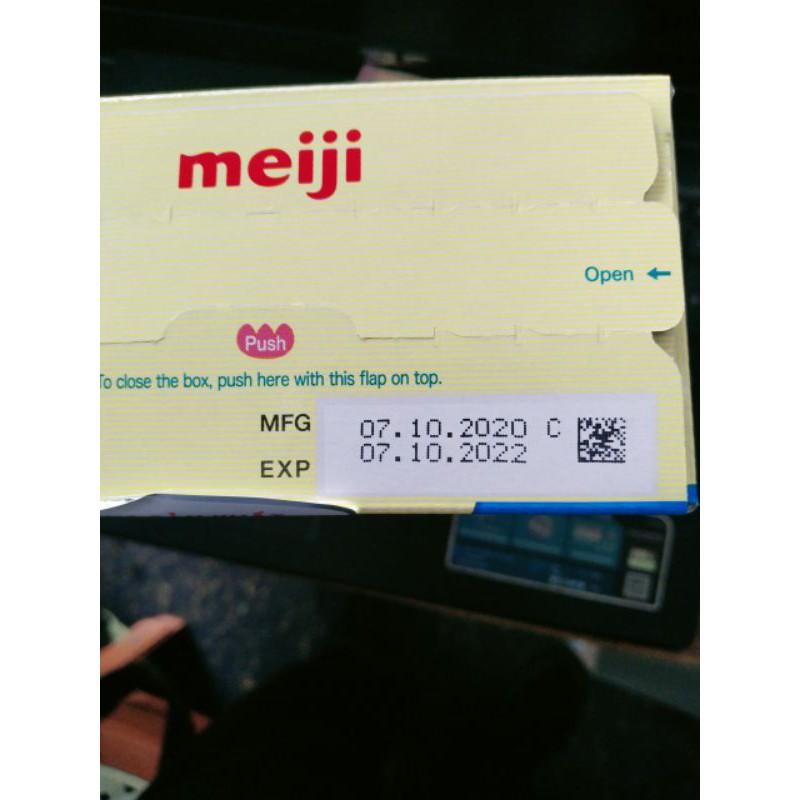 meiji
Open ←
Push
To close the box, push here with this flap on top.
MFG 07.10.2020 C
EXP 07.10.2022